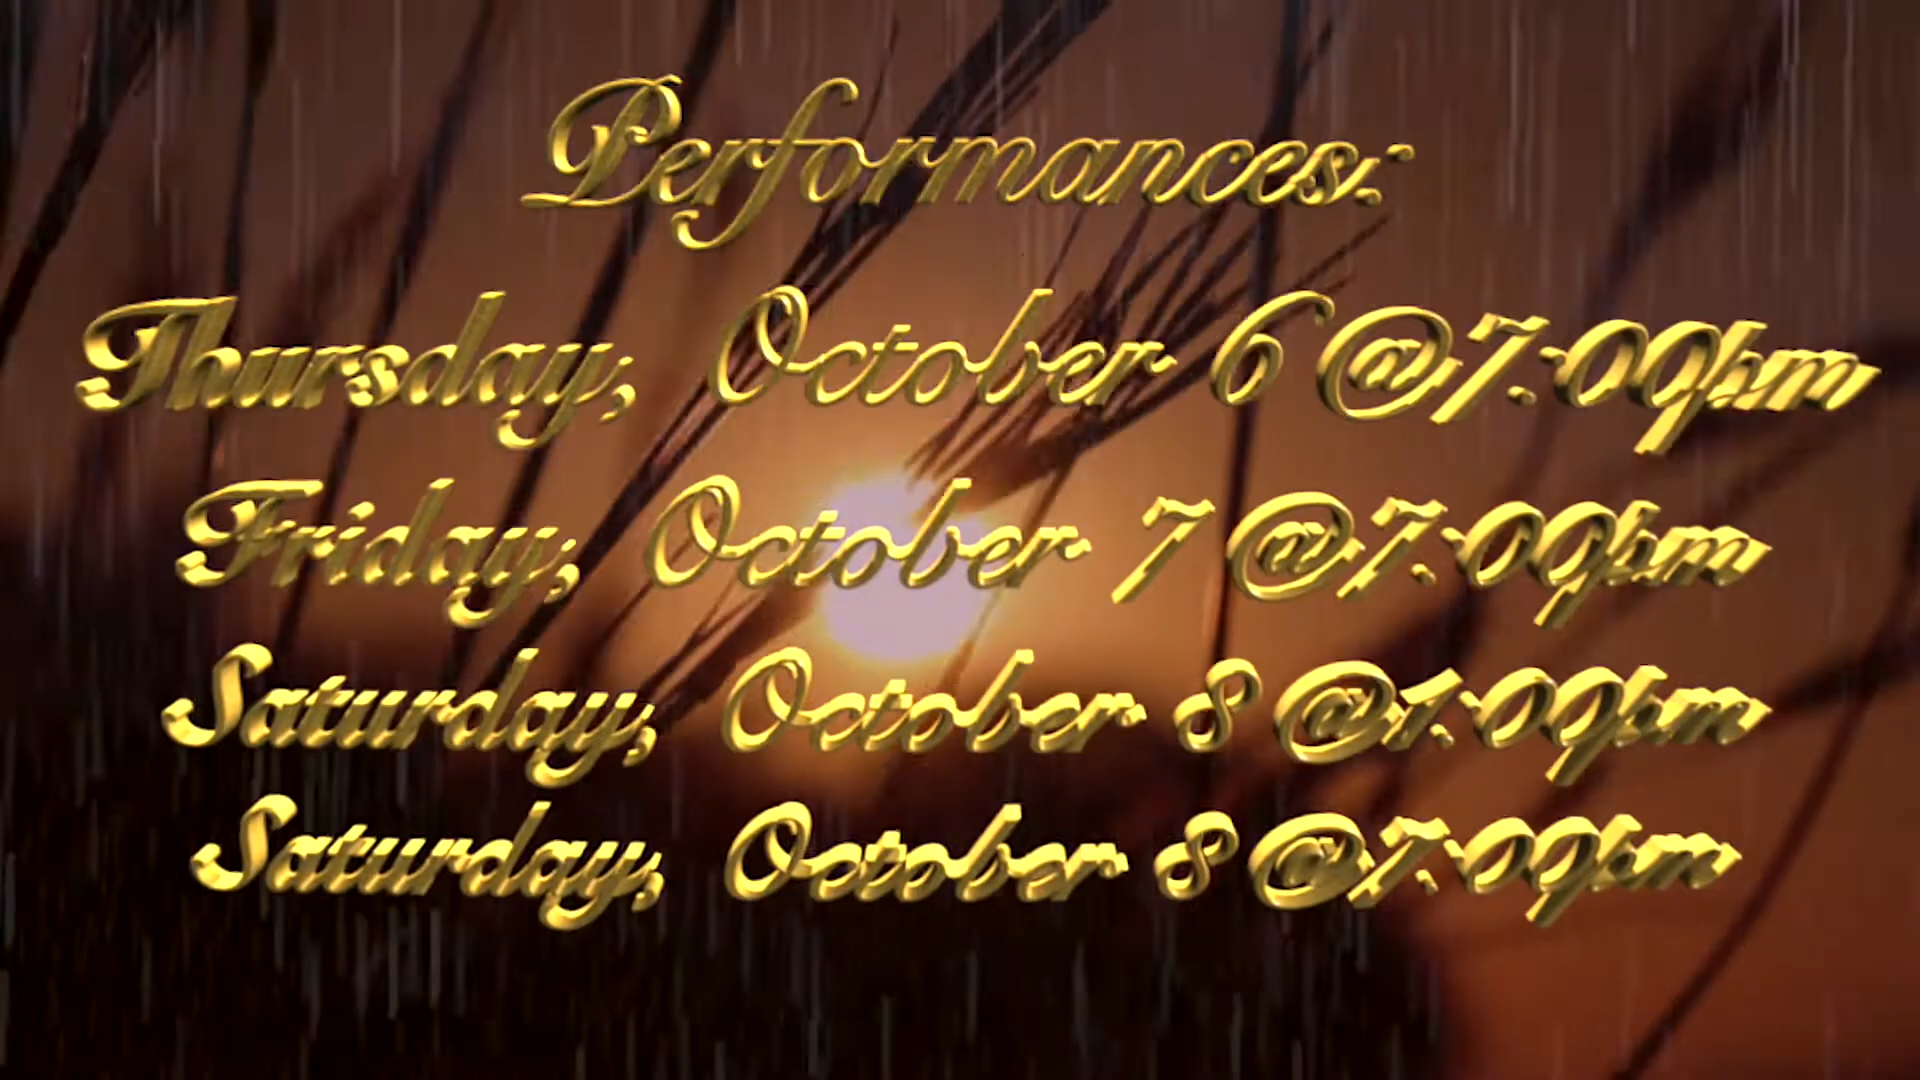 Performances:
Thursday, October 6 @7:00pm
Friday, October 7 @7:00pm
Saturday, October 8 @1:00pm
Saturday, October 8 @7:00pm